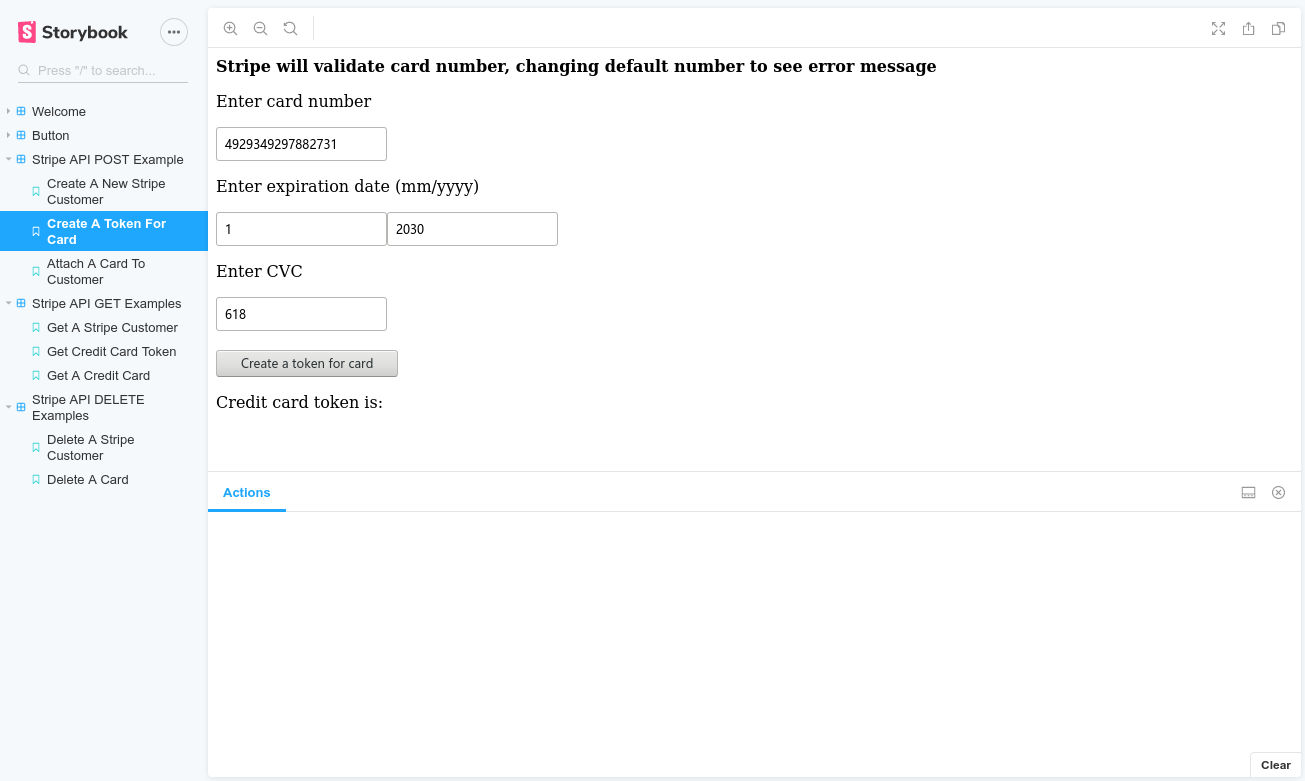 Storybook
Press "/" to search...
Welcome
Button
Stripe API POST Example
Create A New Stripe
Customer
Create A Token For
Card
Attach A Card To
Customer
Stripe API GET Examples
Get A Stripe Customer
Get Credit Card Token
Get A Credit Card
Stripe API DELETE
Examples
Delete A Stripe
Customer
Delete A Card
Stripe will validate card number, changing default number to see error message
Enter card number
4929349297882731
Enter expiration date (mm/yyyy)
1 2030
Enter CVC
618
Create a token for card
Credit card token is:
Actions
Clear